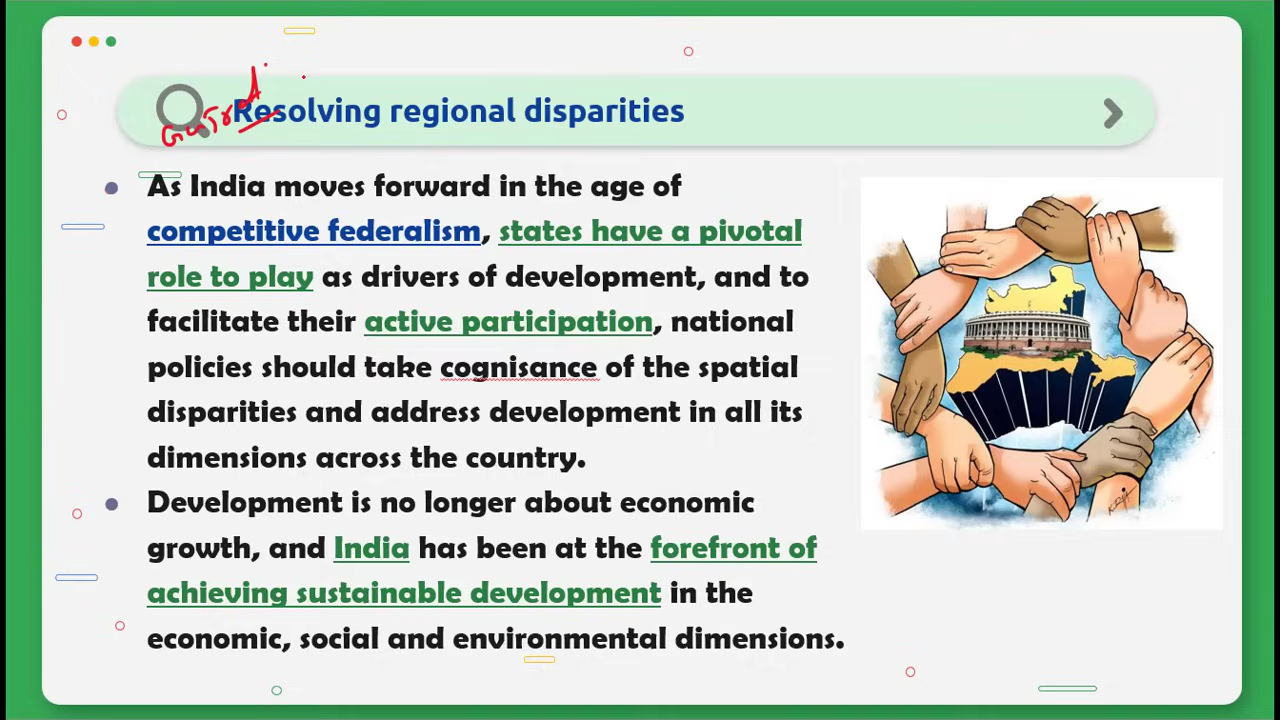 Resolving regional disparities
As India moves forward in the age of
competitive federalism, states have a pivotal
role to play as drivers of development, and to
facilitate their active participation, national
policies should take cognisance of the spatial
disparities and address development in all its
dimensions across the country.
Development is no longer about economic
growth, and India has been at the forefront of
achieving sustainable development in the
economic, social and environmental dimensions.